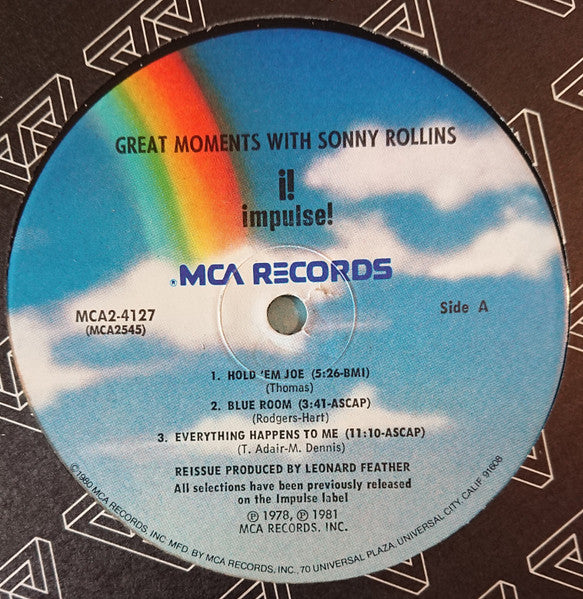 GREAT MOMENTS WITH SONNY ROLLINS
i!
impulse!
®MCA RECORDS
MCA2-4127
(MCA2545)
Side A
1. HOLD 'EM JOE (5:26-BMI)
(Thomas)
2. BLUE ROOM (3:41-ASCAP)
(Rodgers-Hart)
3. EVERYTHING HAPPENS TO ME (11:10-ASCAP)
(T. Adair-M. Dennis)
REISSUE PRODUCED BY LEONARD FEATHER
All selections have been previously released
on the Impulse label
℗ 1978, ℗ 1981
MCA RECORDS, INC.
©1980 MCA RECORDS, INC MFD. BY MCA RECORDS, INC., 70 UNIVERSAL PLAZA, UNIVERSAL CITY, CALIF. 91608